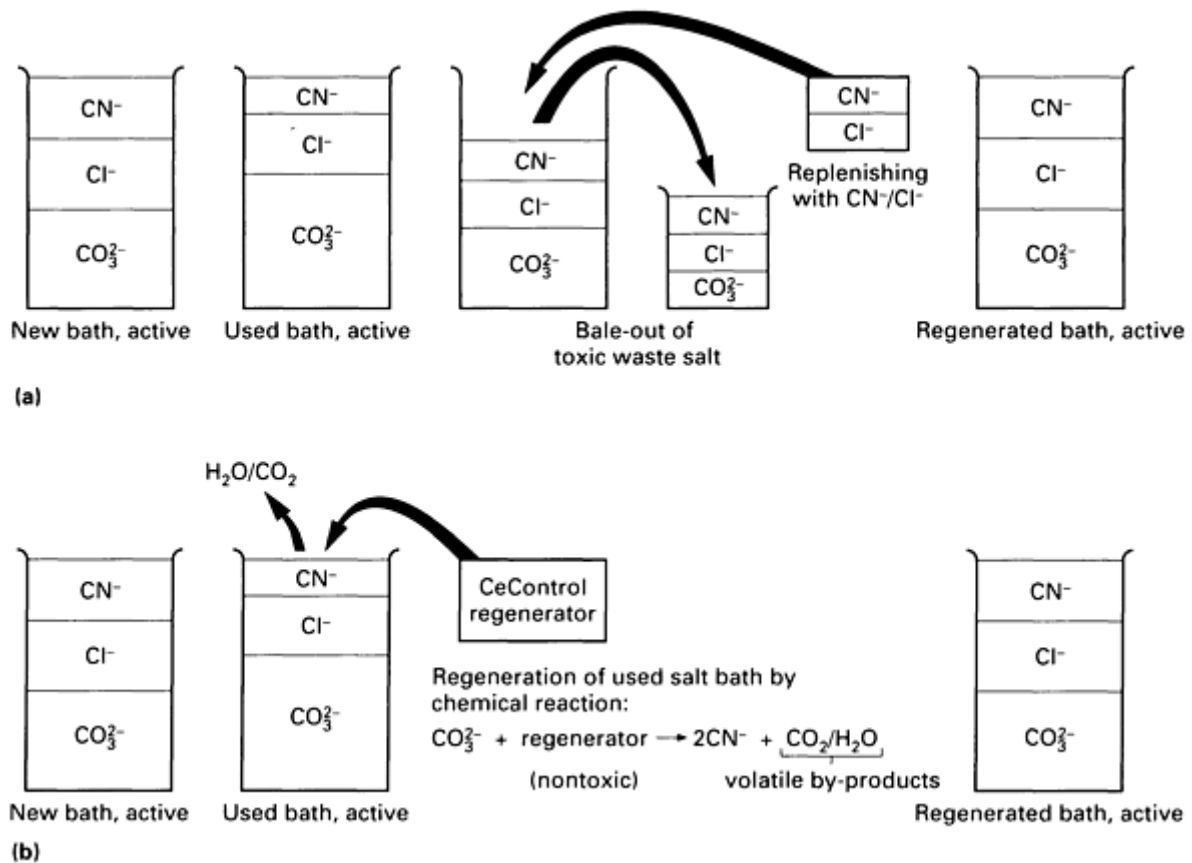 CN⁻
Cl⁻
CO₃²⁻
New bath, active
CN⁻
Cl⁻
CO₃²⁻
Used bath, active
CN⁻
Cl⁻
CO₃²⁻
CN⁻
Cl⁻
CO₃²⁻
Bale-out of
toxic waste salt
CN⁻
Cl⁻
Replenishing
with CN⁻/Cl⁻
CN⁻
Cl⁻
CO₃²⁻
Regenerated bath, active
(a)
H₂O/CO₂
CN⁻
Cl⁻
CO₃²⁻
New bath, active
CN⁻
Cl⁻
CO₃²⁻
Used bath, active
CeControl
regenerator
Regeneration of used salt bath by
chemical reaction:
CO₃²⁻ + regenerator → 2CN⁻ + CO₂/H₂O
(nontoxic) volatile by-products
CN⁻
Cl⁻
CO₃²⁻
Regenerated bath, active
(b)